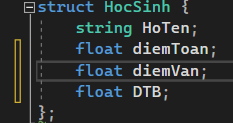 struct HocSinh {
string HoTen;
float diemToan;
float diemVan;
float DTB;
};